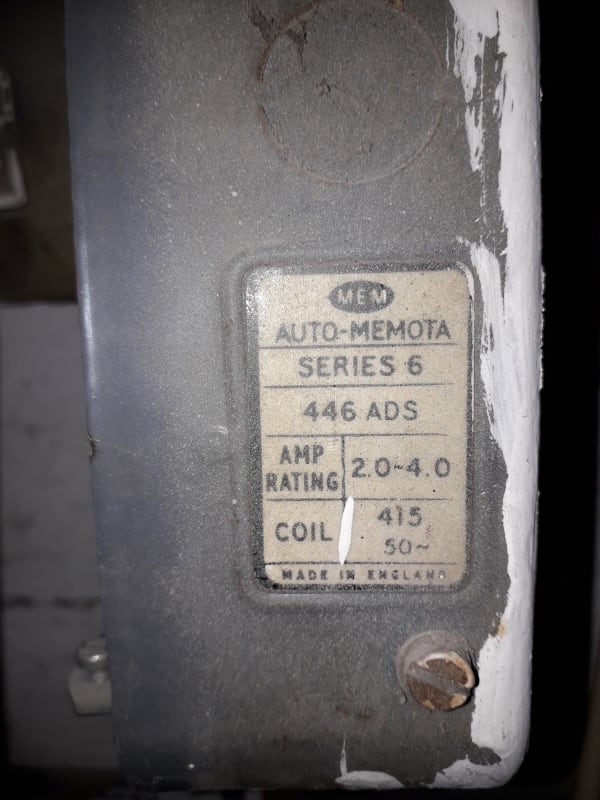 MEM
AUTO-MEMOTA
SERIES 6
446 ADS
AMP RATING 2.0~4.0
COIL 415 50~
MADE IN ENGLAND